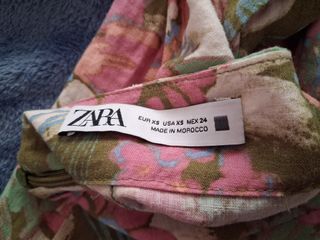 ZARA
EUR XS USA XS MEX 24
MADE IN MOROCCO